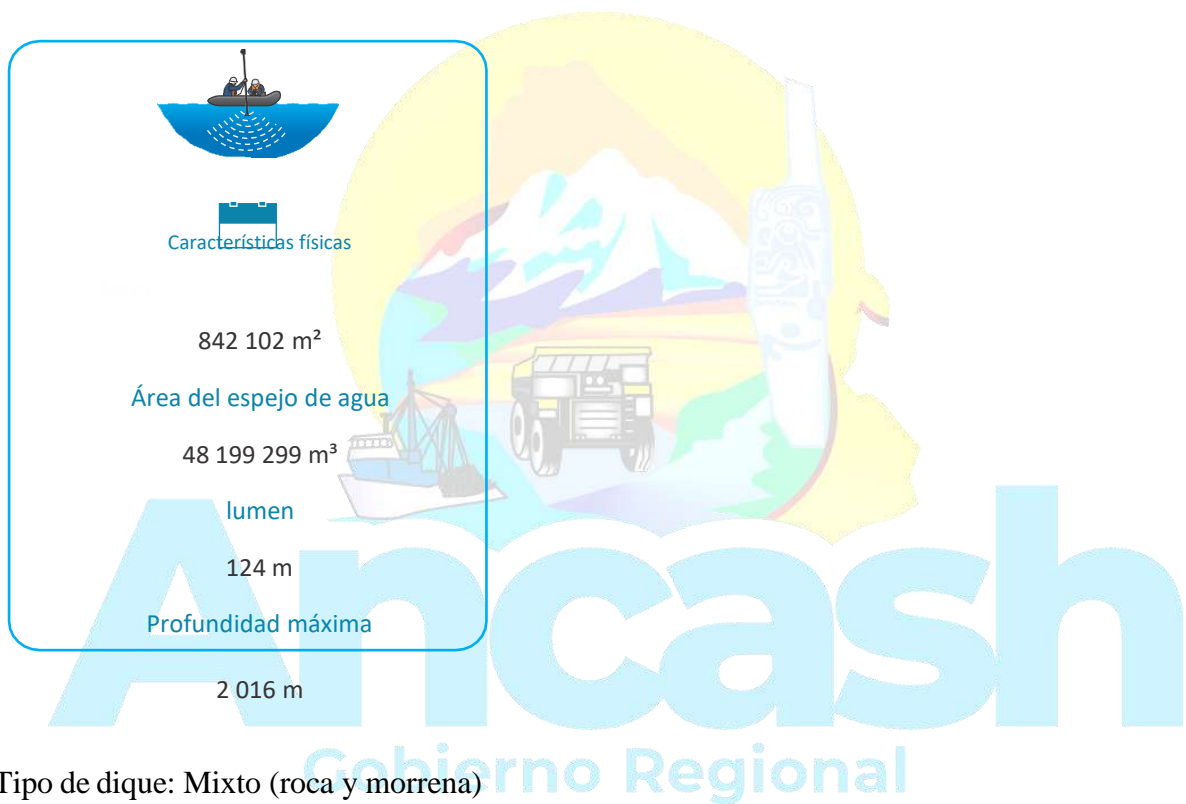 Características físicas
842 102 m²
Área del espejo de agua
48 199 299 m³
lumen
124 m
Profundidad máxima
2 016 m
Tipo de dique: Mixto (roca y morrena)
Ancash
Gobierno Regional